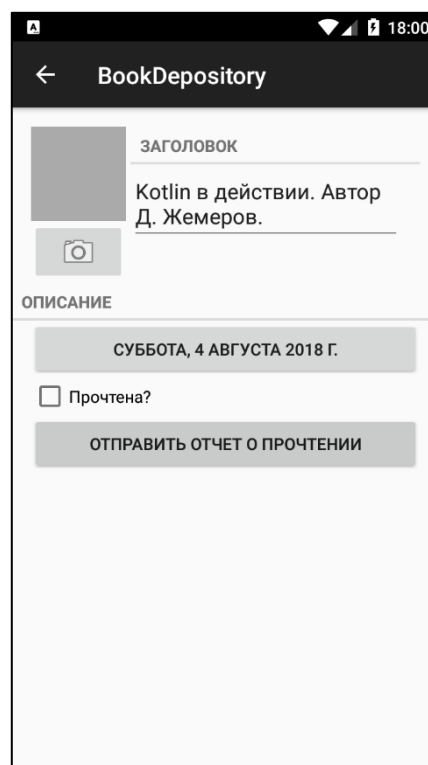 18:00
BookDepository
ЗАГОЛОВОК
Kotlin в действии. Автор
Д. Жемеров.
ОПИСАНИЕ
СУББОТА, 4 АВГУСТА 2018 Г.
Прочтена?
ОТПРАВИТЬ ОТЧЕТ О ПРОЧТЕНИИ